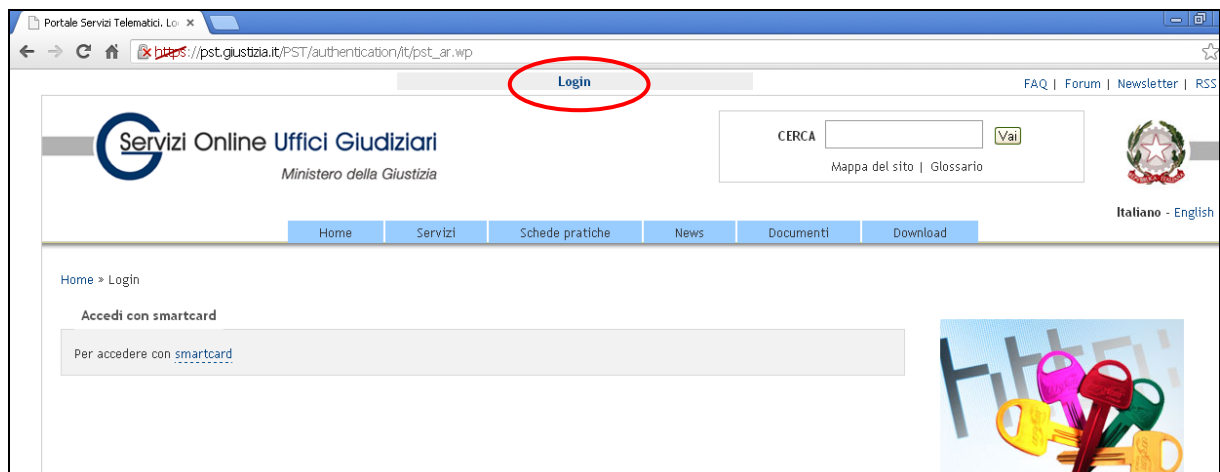 Portale Servizi Telematici. Lo
https://pst.giustizia.it/PST/authentication/it/pst_ar.wp
Login
FAQ | Forum | Newsletter | RSS
Servizi Online Uffici Giudiziari
Ministero della Giustizia
CERCA Vai
Mappa del sito | Glossario
Italiano - English
Home Servizi Schede pratiche News Documenti Download
Home » Login
Accedi con smartcard
Per accedere con smartcard